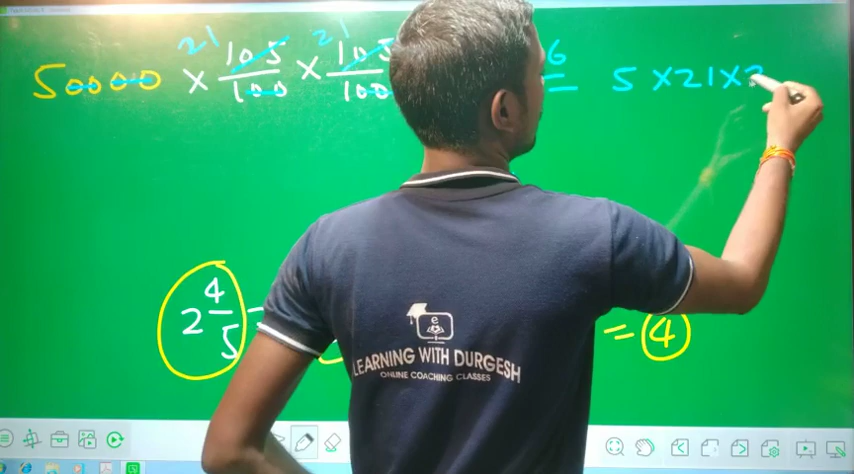 21 21
50000 × 105/100 × 105/100 6 = 5 × 21 × 2
2 4/5 = 4
e
LEARNING WITH DURGESH
ONLINE COACHING CLASSES